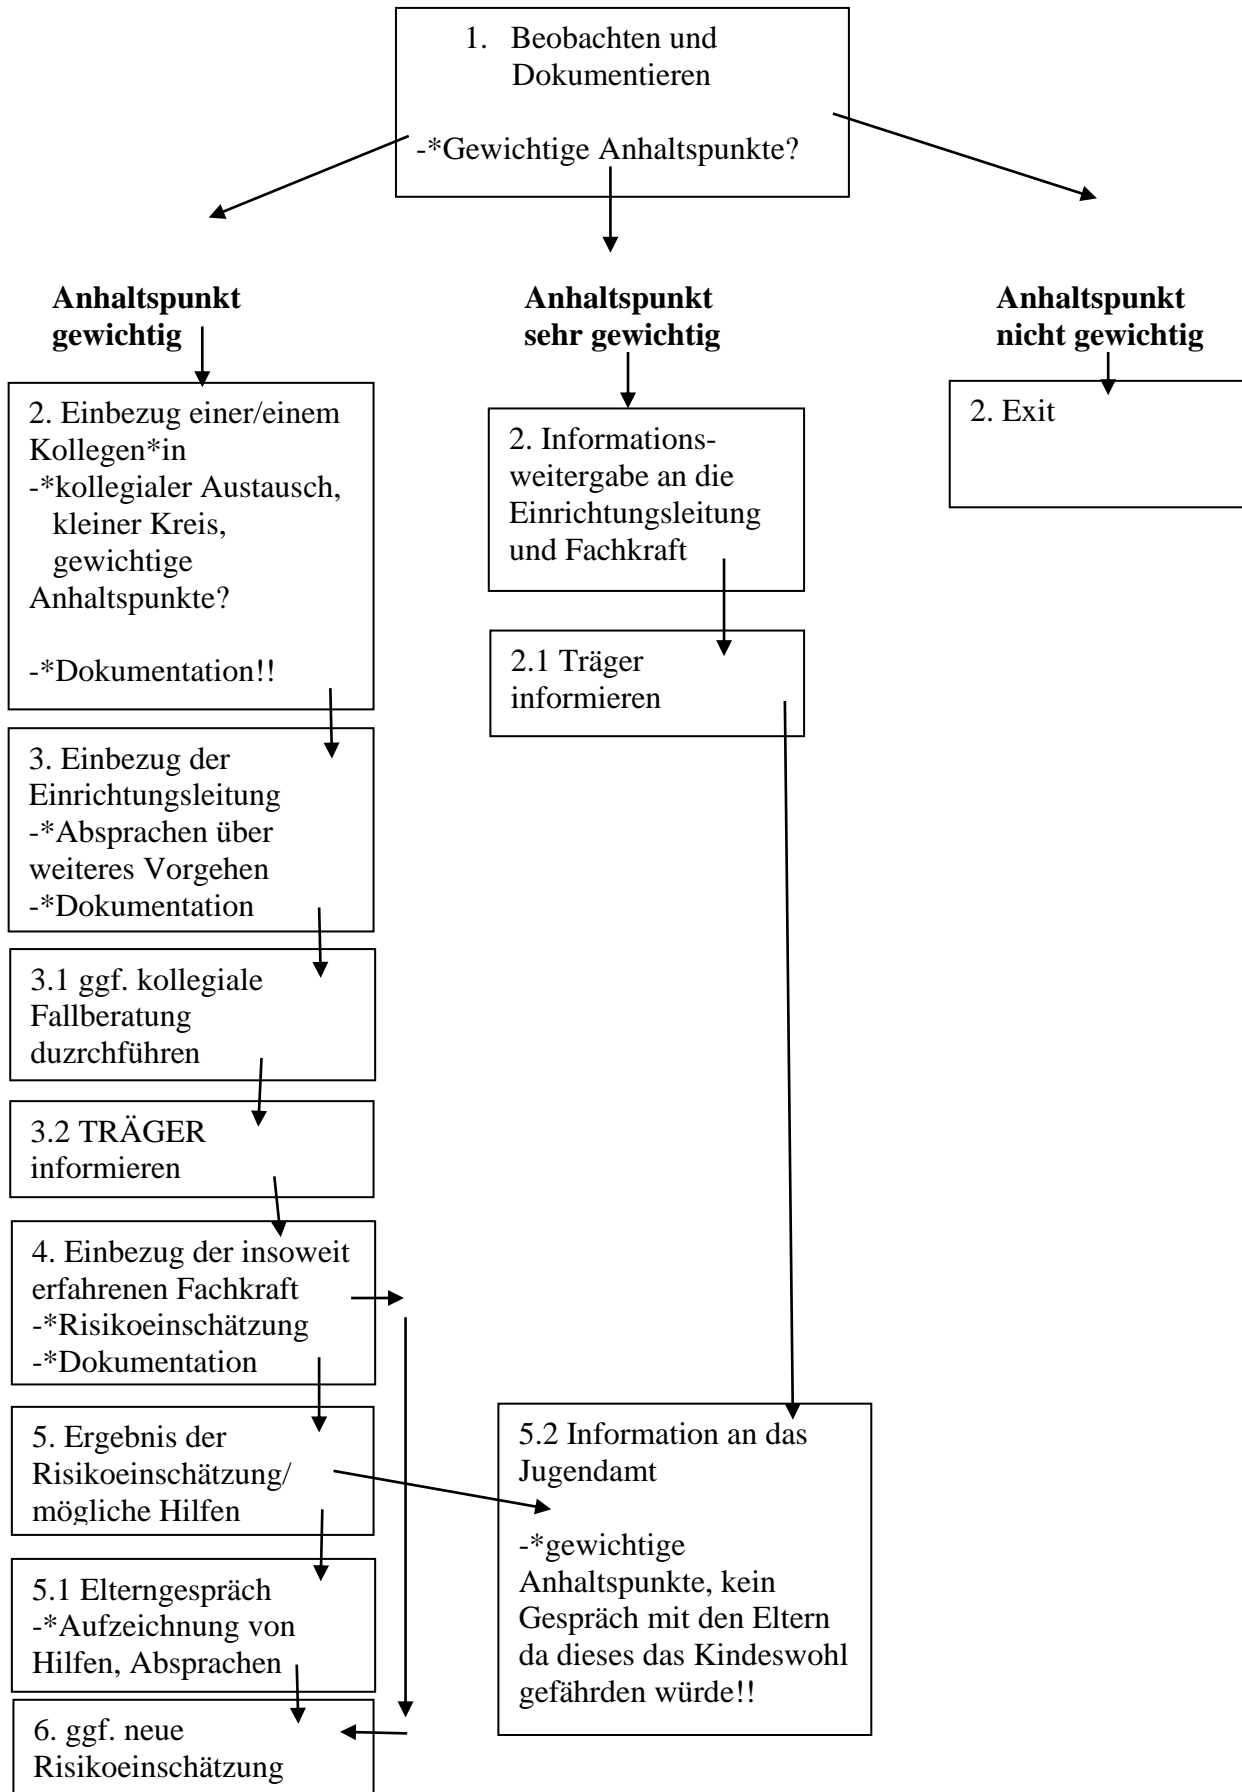 1. Beobachten und
Dokumentieren
-*Gewichtige Anhaltspunkte?
Anhaltspunkt
gewichtig
Anhaltspunkt
sehr gewichtig
Anhaltspunkt
nicht gewichtig
2. Einbezug einer/einem
Kollegen*in
-*kollegialer Austausch,
kleiner Kreis,
gewichtige
Anhaltspunkte?
-*Dokumentation!!
2. Informations-
weitergabe an die
Einrichtungsleitung
und Fachkraft
2. Exit
2.1 Träger
informieren
3. Einbezug der
Einrichtungsleitung
-*Absprachen über
weiteres Vorgehen
-*Dokumentation
3.1 ggf. kollegiale
Fallberatung
duzrchführen
3.2 TRÄGER
informieren
4. Einbezug der insoweit
erfahrenen Fachkraft
-*Risikoeinschätzung
-*Dokumentation
5. Ergebnis der
Risikoeinschätzung/
mögliche Hilfen
5.1 Elterngespräch
-*Aufzeichnung von
Hilfen, Absprachen
6. ggf. neue
Risikoeinschätzung
5.2 Information an das
Jugendamt
-*gewichtige
Anhaltspunkte, kein
Gespräch mit den Eltern
da dieses das Kindeswohl
gefährden würde!!